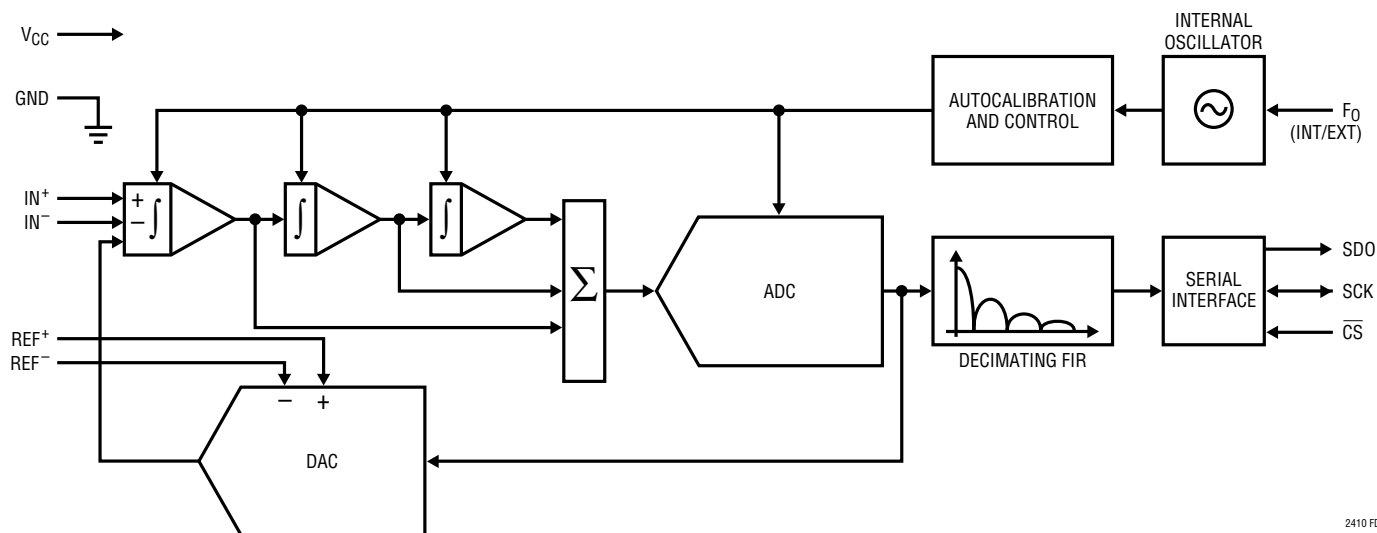 INTERNAL
OSCILLATOR
VCC
GND
AUTOCALIBRATION
AND CONTROL
FO
(INT/EXT)
IN+
IN−
+
−
∫
∫
∫
Σ
ADC
SERIAL
INTERFACE
SDO
SCK
CS
DECIMATING FIR
REF+
REF−
− +
DAC